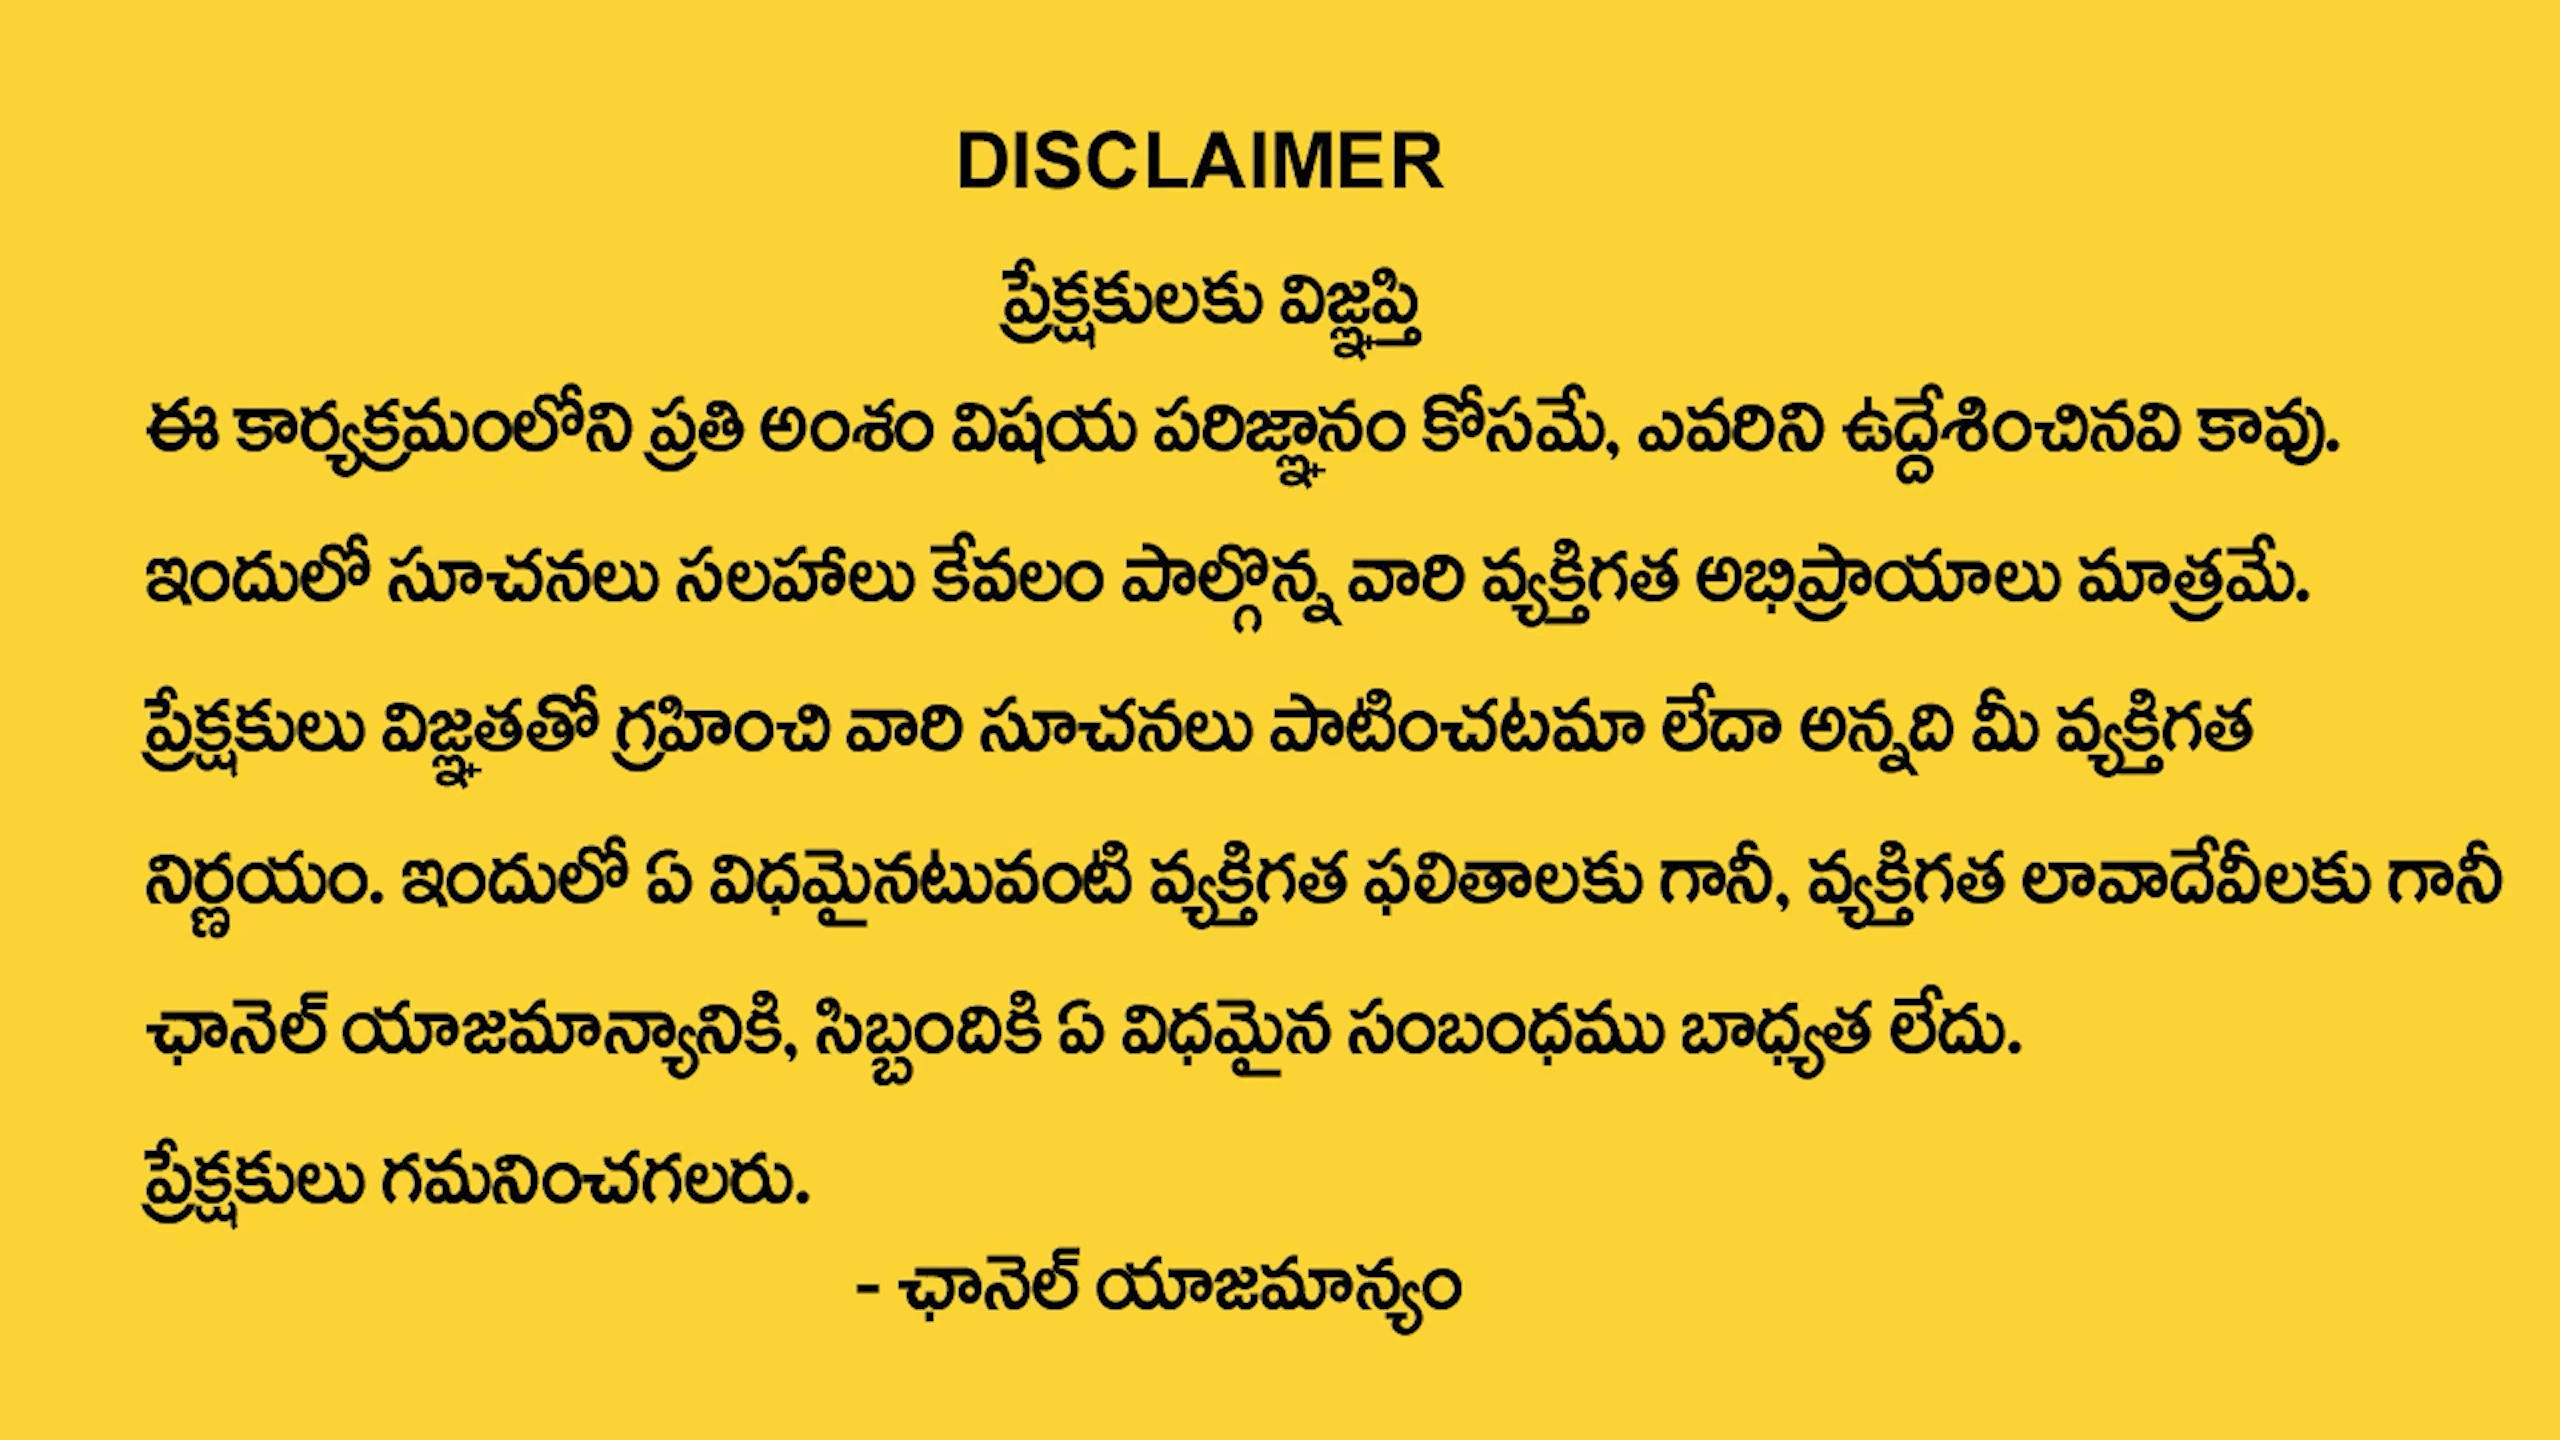 DISCLAIMER
ప్రేక్షకులకు విజ్ఞప్తి
ఈ కార్యక్రమంలోని ప్రతి అంశం విషయ పరిజ్ఞానం కోసమే, ఎవరిని ఉద్దేశించినవి కావు.
ఇందులో సూచనలు సలహాలు కేవలం పాల్గొన్న వారి వ్యక్తిగత అభిప్రాయాలు మాత్రమే.
ప్రేక్షకులు విజ్ఞతతో గ్రహించి వారి సూచనలు పాటించటమా లేదా అన్నది మీ వ్యక్తిగత
నిర్ణయం. ఇందులో ఏ విధమైనటువంటి వ్యక్తిగత ఫలితాలకు గానీ, వ్యక్తిగత లావాదేవీలకు గానీ
ఛానెల్ యాజమాన్యానికి, సిబ్బందికి ఏ విధమైన సంబంధము బాధ్యత లేదు.
ప్రేక్షకులు గమనించగలరు.
- ఛానెల్ యాజమాన్యం